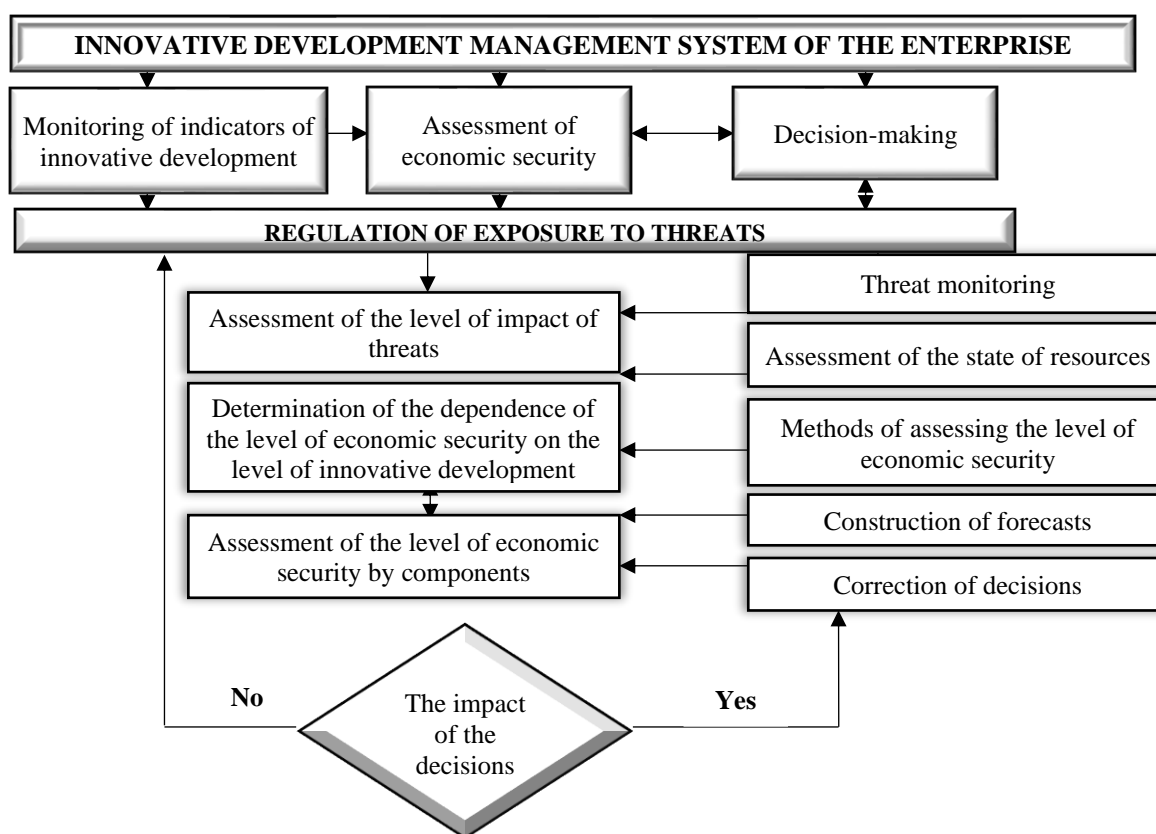 INNOVATIVE DEVELOPMENT MANAGEMENT SYSTEM OF THE ENTERPRISE
Monitoring of indicators of
innovative development
Assessment of
economic security
Decision-making
REGULATION OF EXPOSURE TO THREATS
Assessment of the level of impact of
threats
Determination of the dependence of
the level of economic security on the
level of innovative development
Assessment of the level of economic
security by components
Threat monitoring
Assessment of the state of resources
Methods of assessing the level of
economic security
Construction of forecasts
Correction of decisions
No
The impact
of the
decisions
Yes